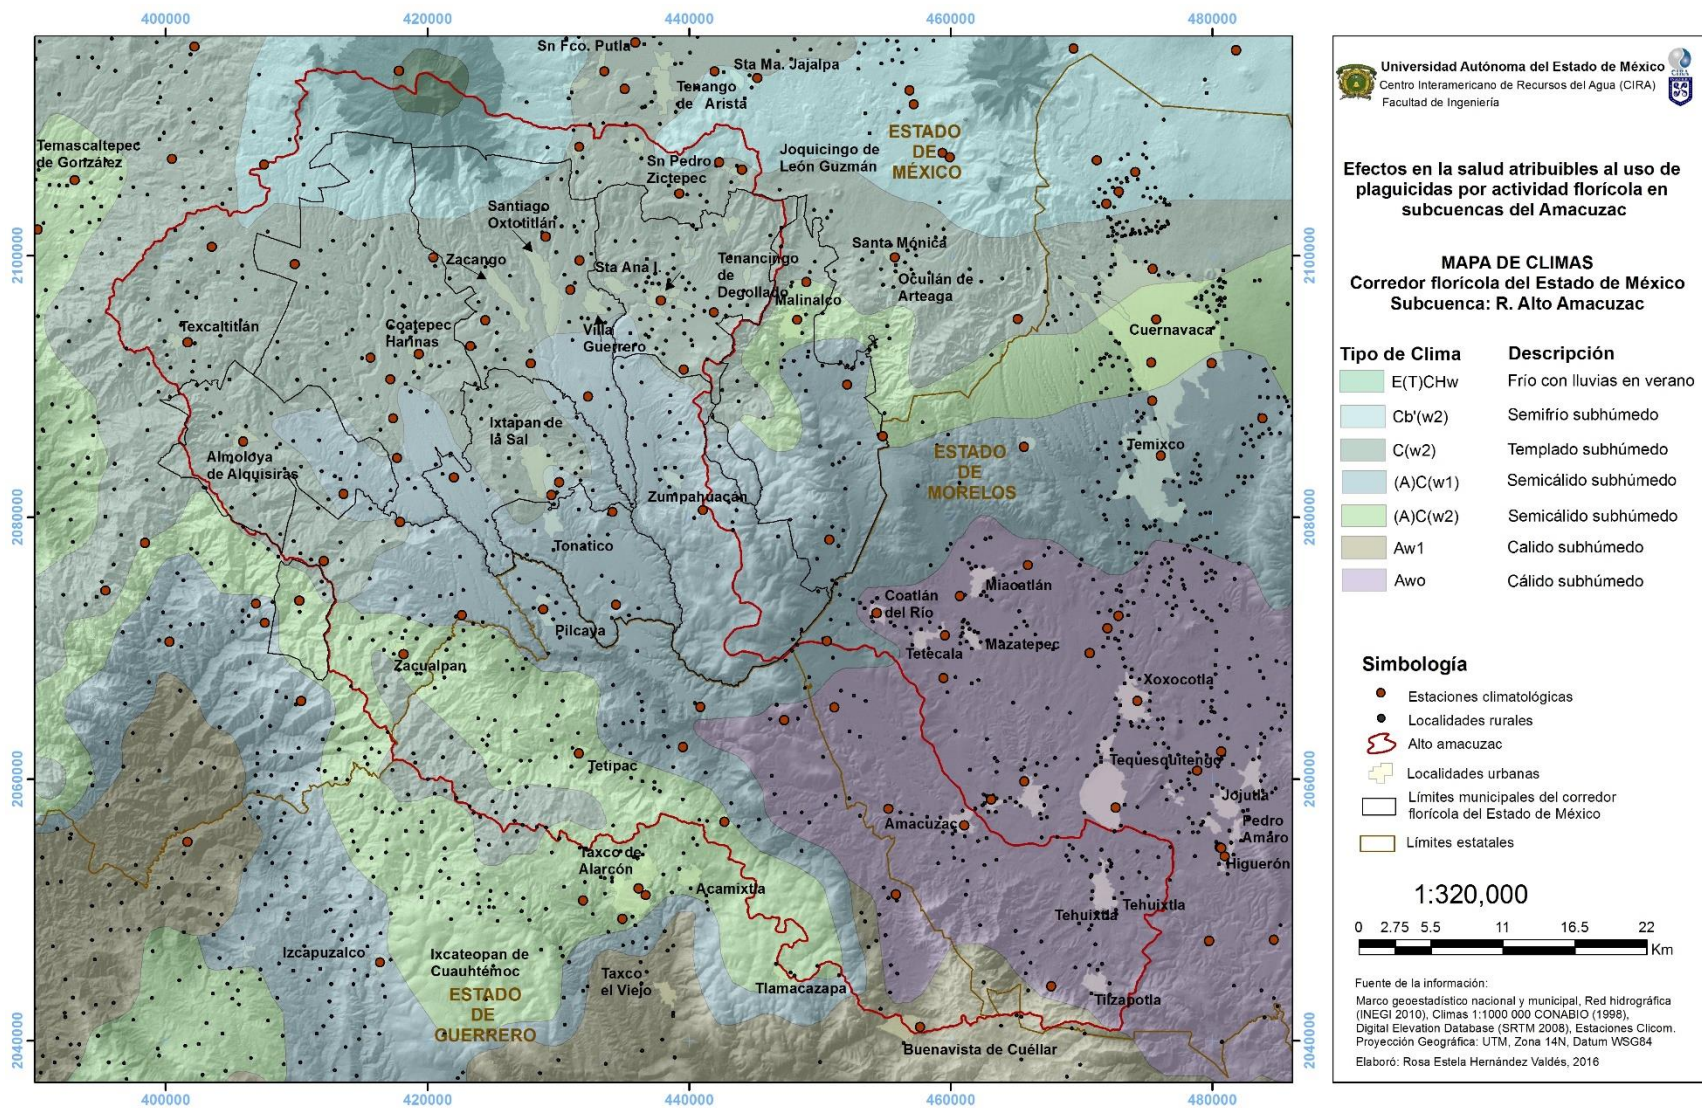 400000
420000
440000
460000
480000
Sn Fco. Putla
Sta Ma. Jajalpa
Tenango
de Arista
Temascaltepec
de González
ESTADO
DE
MÉXICO
Joquicingo de
León Guzmán
Sn Pedro
Zictepec
Santiago
Oxtotitlán
2100000
2100000
Zacango
Sta Ana I.
Tenancingo
de
Degollado
Santa Mónica
Ocuilán de
Arteaga
Malinalco
Texcaltitlán
Coatepec
Harinas
Villa
Guerrero
Cuernavaca
Ixtapan de
la Sal
Almoloya
de Alquisiras
ESTADO
DE
MORELOS
Temixco
Zumpahuacán
2080000
2080000
Tonatico
Miacatlán
Coatlán
del Río
Pilcaya
Mazatepec
Tetecala
Zacualpan
Xoxocotla
Tetipac
Tequesquitengo
2060000
2060000
Jojutla
Amacuzac
Pedro
Amaro
Higuerón
Taxco de
Alarcón
Acamixtla
Tehuixtla
Tehuixtla
Izcapuzalco
Ixcateopan de
Cuauhtémoc
Taxco
el Viejo
Tlamacazapa
Tilzapotla
ESTADO
DE
GUERRERO
2040000
2040000
Buenavista de Cuéllar
400000
420000
440000
460000
480000
Universidad Autónoma del Estado de México
Centro Interamericano de Recursos del Agua (CIRA)
Facultad de Ingeniería
CIRA
Efectos en la salud atribuibles al uso de
plaguicidas por actividad florícola en
subcuencas del Amacuzac
MAPA DE CLIMAS
Corredor florícola del Estado de México
Subcuenca: R. Alto Amacuzac
Tipo de Clima Descripción
E(T)CHw Frío con lluvias en verano
Cb'(w2) Semifrío subhúmedo
C(w2) Templado subhúmedo
(A)C(w1) Semicálido subhúmedo
(A)C(w2) Semicálido subhúmedo
Aw1 Calido subhúmedo
Awo Cálido subhúmedo
Simbología
Estaciones climatológicas
Localidades rurales
Alto amacuzac
Localidades urbanas
Límites municipales del corredor
florícola del Estado de México
Límites estatales
1:320,000
0 2.75 5.5 11 16.5 22
Km
Fuente de la información:
Marco geoestadístico nacional y municipal, Red hidrográfica
(INEGI 2010), Climas 1:1000 000 CONABIO (1998),
Digital Elevation Database (SRTM 2008), Estaciones Clicom.
Proyección Geográfica: UTM, Zona 14N, Datum WSG84
Elaboró: Rosa Estela Hernández Valdés, 2016